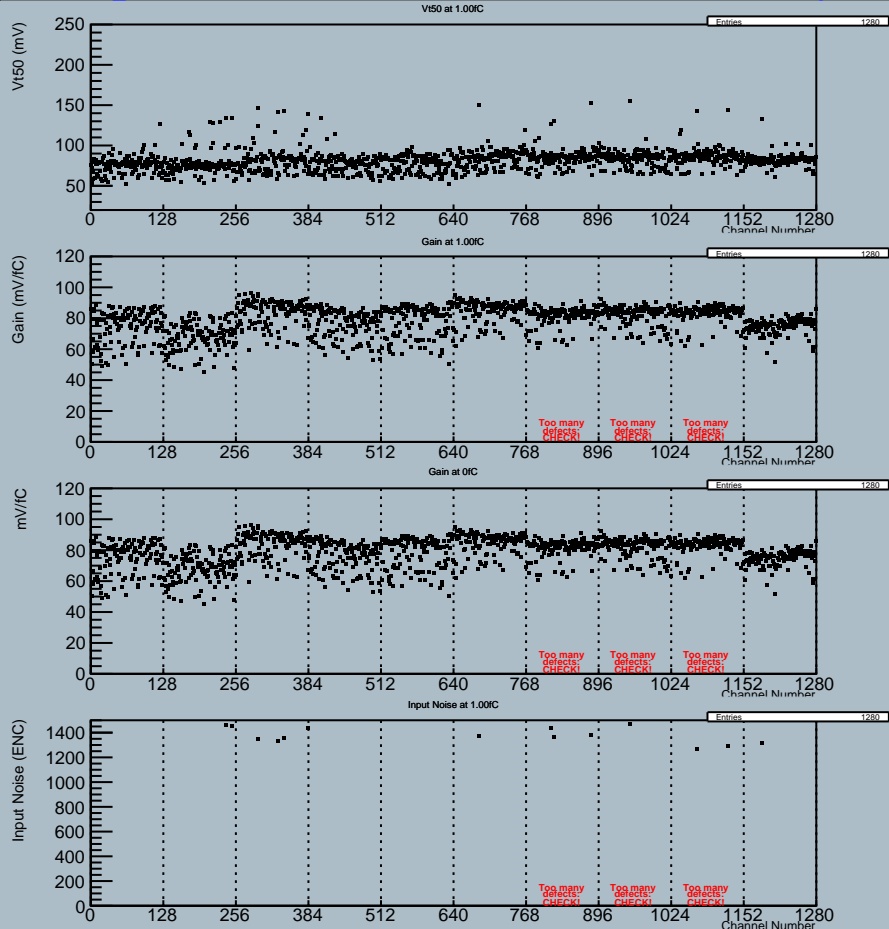 Vt50 at 1.00fC
Entries 1280
Vt50 (mV)
250
200
150
100
50
0 128 256 384 512 640 768 896 1024 1152 1280
Channel Number
Gain at 1.00fC
Entries 1280
Gain (mV/fC)
120
100
80
60
40
20
0
Too many Too many Too many
defects: defects: defects:
CHECK! CHECK! CHECK!
0 128 256 384 512 640 768 896 1024 1152 1280
Channel Number
Gain at 0fC
Entries 1280
mV/fC
120
100
80
60
40
20
0
Too many Too many Too many
defects: defects: defects:
CHECK! CHECK! CHECK!
0 128 256 384 512 640 768 896 1024 1152 1280
Channel Number
Input Noise at 1.00fC
Entries 1280
Input Noise (ENC)
1400
1200
1000
800
600
400
200
0
Too many Too many Too many
defects: defects: defects:
CHECK! CHECK! CHECK!
0 128 256 384 512 640 768 896 1024 1152 1280
Channel Number